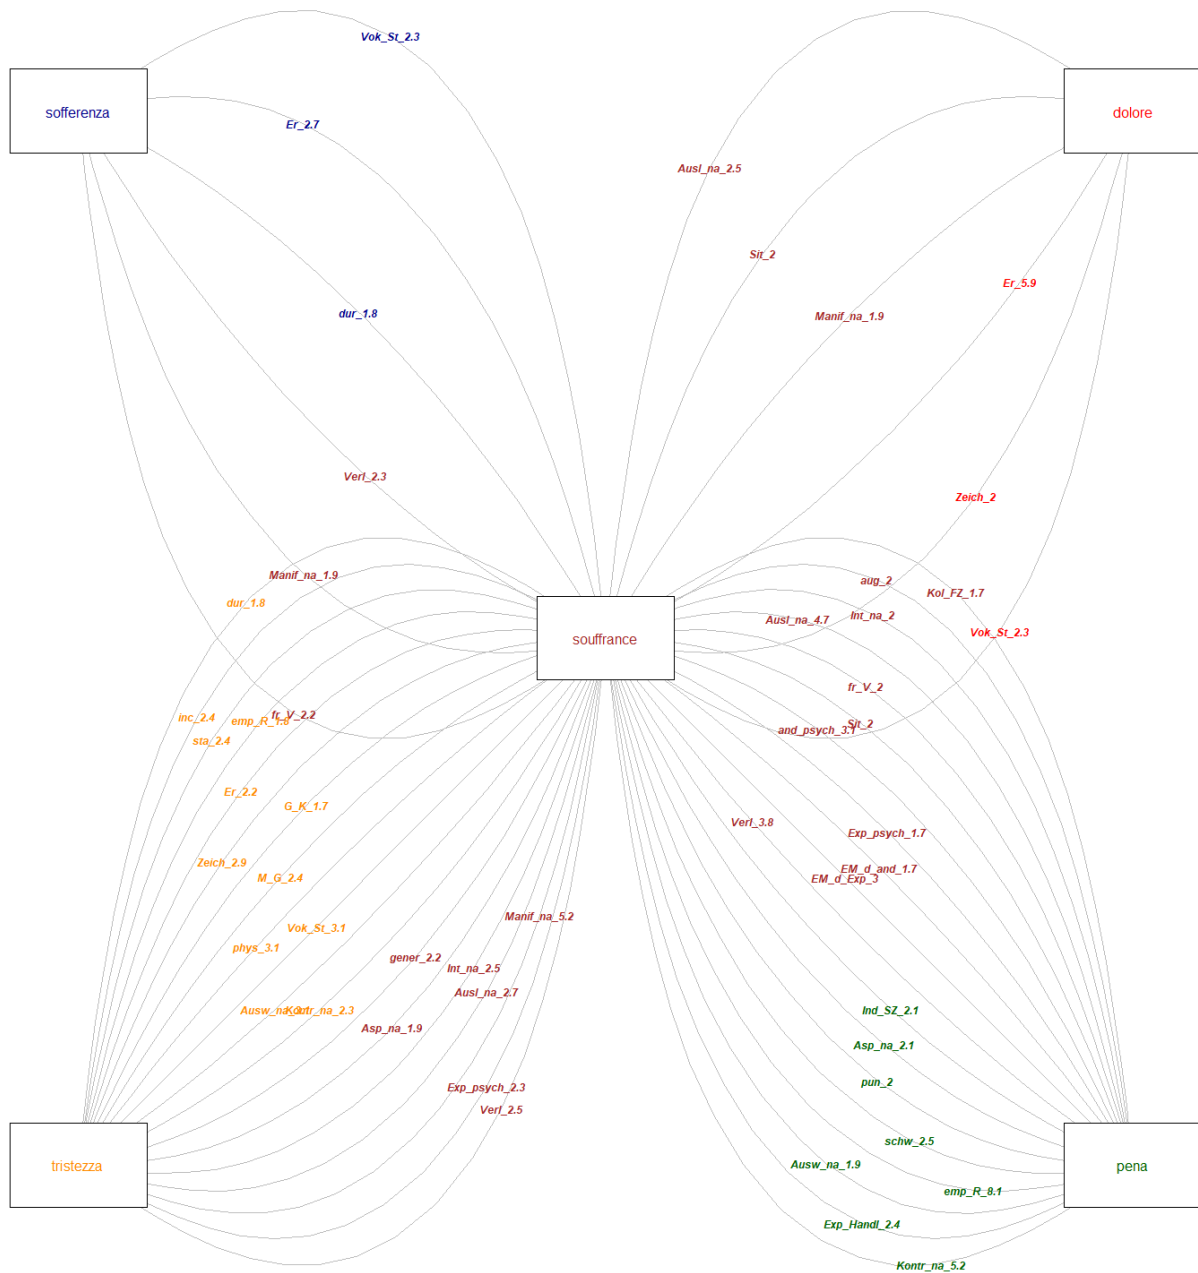 Vok_St_2.3
sofferenza
dolore
Er_2.7
Ausl_na_2.5
Sit_2
Er_5.9
dur_1.8
Manif_na_1.9
Verl_2.3
Zeich_2
Manif_na_1.9
aug_2
Kol_FZ_1.7
dur_1.8
Ausl_na_4.7
Int_na_2
souffrance
Vok_St_2.3
fr_V_2
inc_2.4
emp_R_1.8
fr_V_2.2
and_psych_3.1
Sit_2
sta_2.4
Er_2.2
G_K_1.7
Verl_3.8
Exp_psych_1.7
Zeich_2.9
M_G_2.4
EM_d_and_1.7
EM_d_Exp_3
Manif_na_5.2
Vok_St_3.1
phys_3.1
gener_2.2
Int_na_2.5
Ausl_na_2.7
Ausw_na_3.1
Kontr_na_2.3
Ind_SZ_2.1
Asp_na_1.9
Asp_na_2.1
Exp_psych_2.3
pun_2
Verl_2.5
schw_2.5
tristezza
Ausw_na_1.9
pena
emp_R_8.1
Exp_Handl_2.4
Kontr_na_5.2